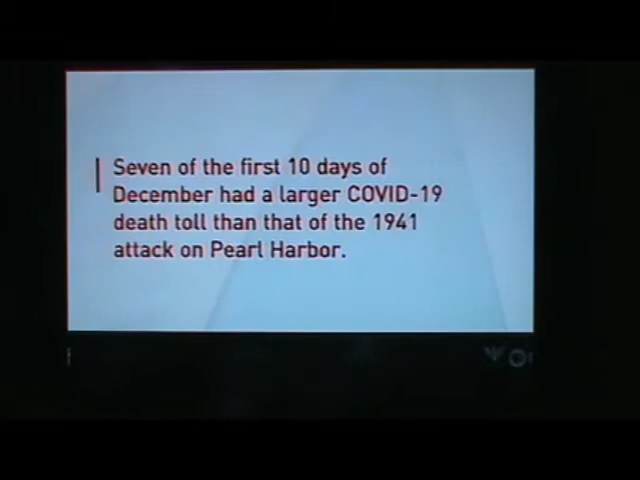 Seven of the first 10 days of
December had a larger COVID-19
death toll than that of the 1941
attack on Pearl Harbor.